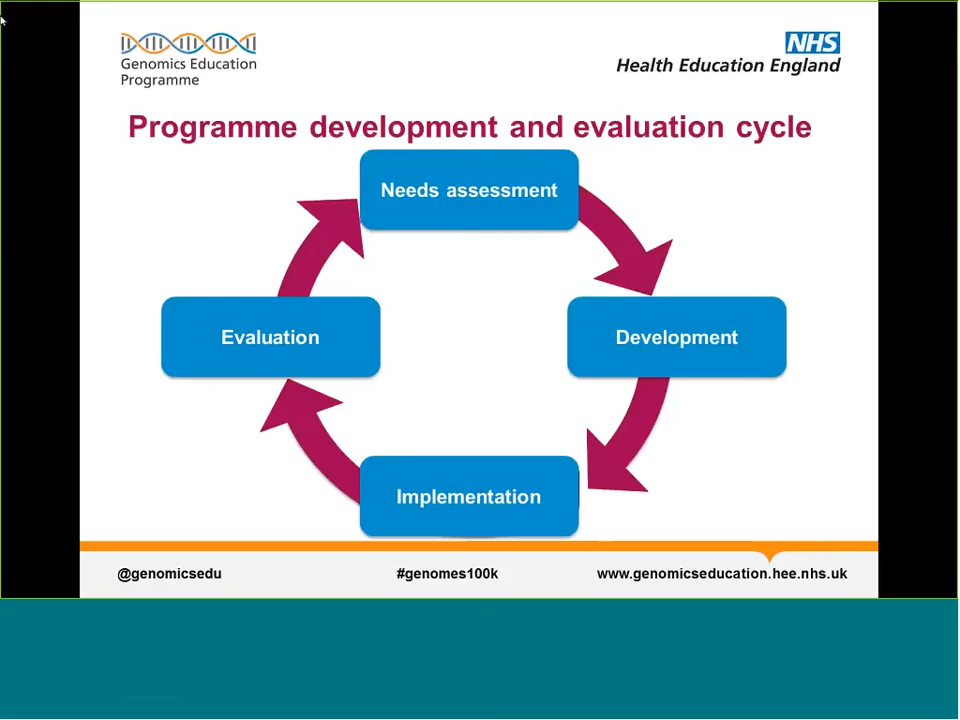 Genomics Education
Programme
NHS
Health Education England
Programme development and evaluation cycle
Needs assessment
Evaluation
Development
Implementation
@genomicsedu
#genomes100k
www.genomicseducation.hee.nhs.uk